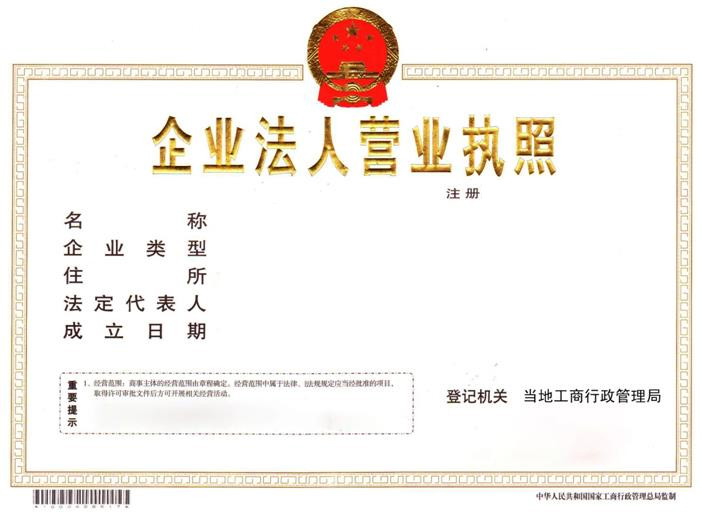 企业法人营业执照
注册
名称
企业类型
住所
法定代表人
成立日期
重要提示
1、经营范围：商事主体的经营范围由章程确定。经营范围中属于法律、法规规定应当经批准的项目，
取得许可审批文件后方可开展相关经营活动。
登记机关 当地工商行政管理局
中华人民共和国国家工商行政管理总局监制